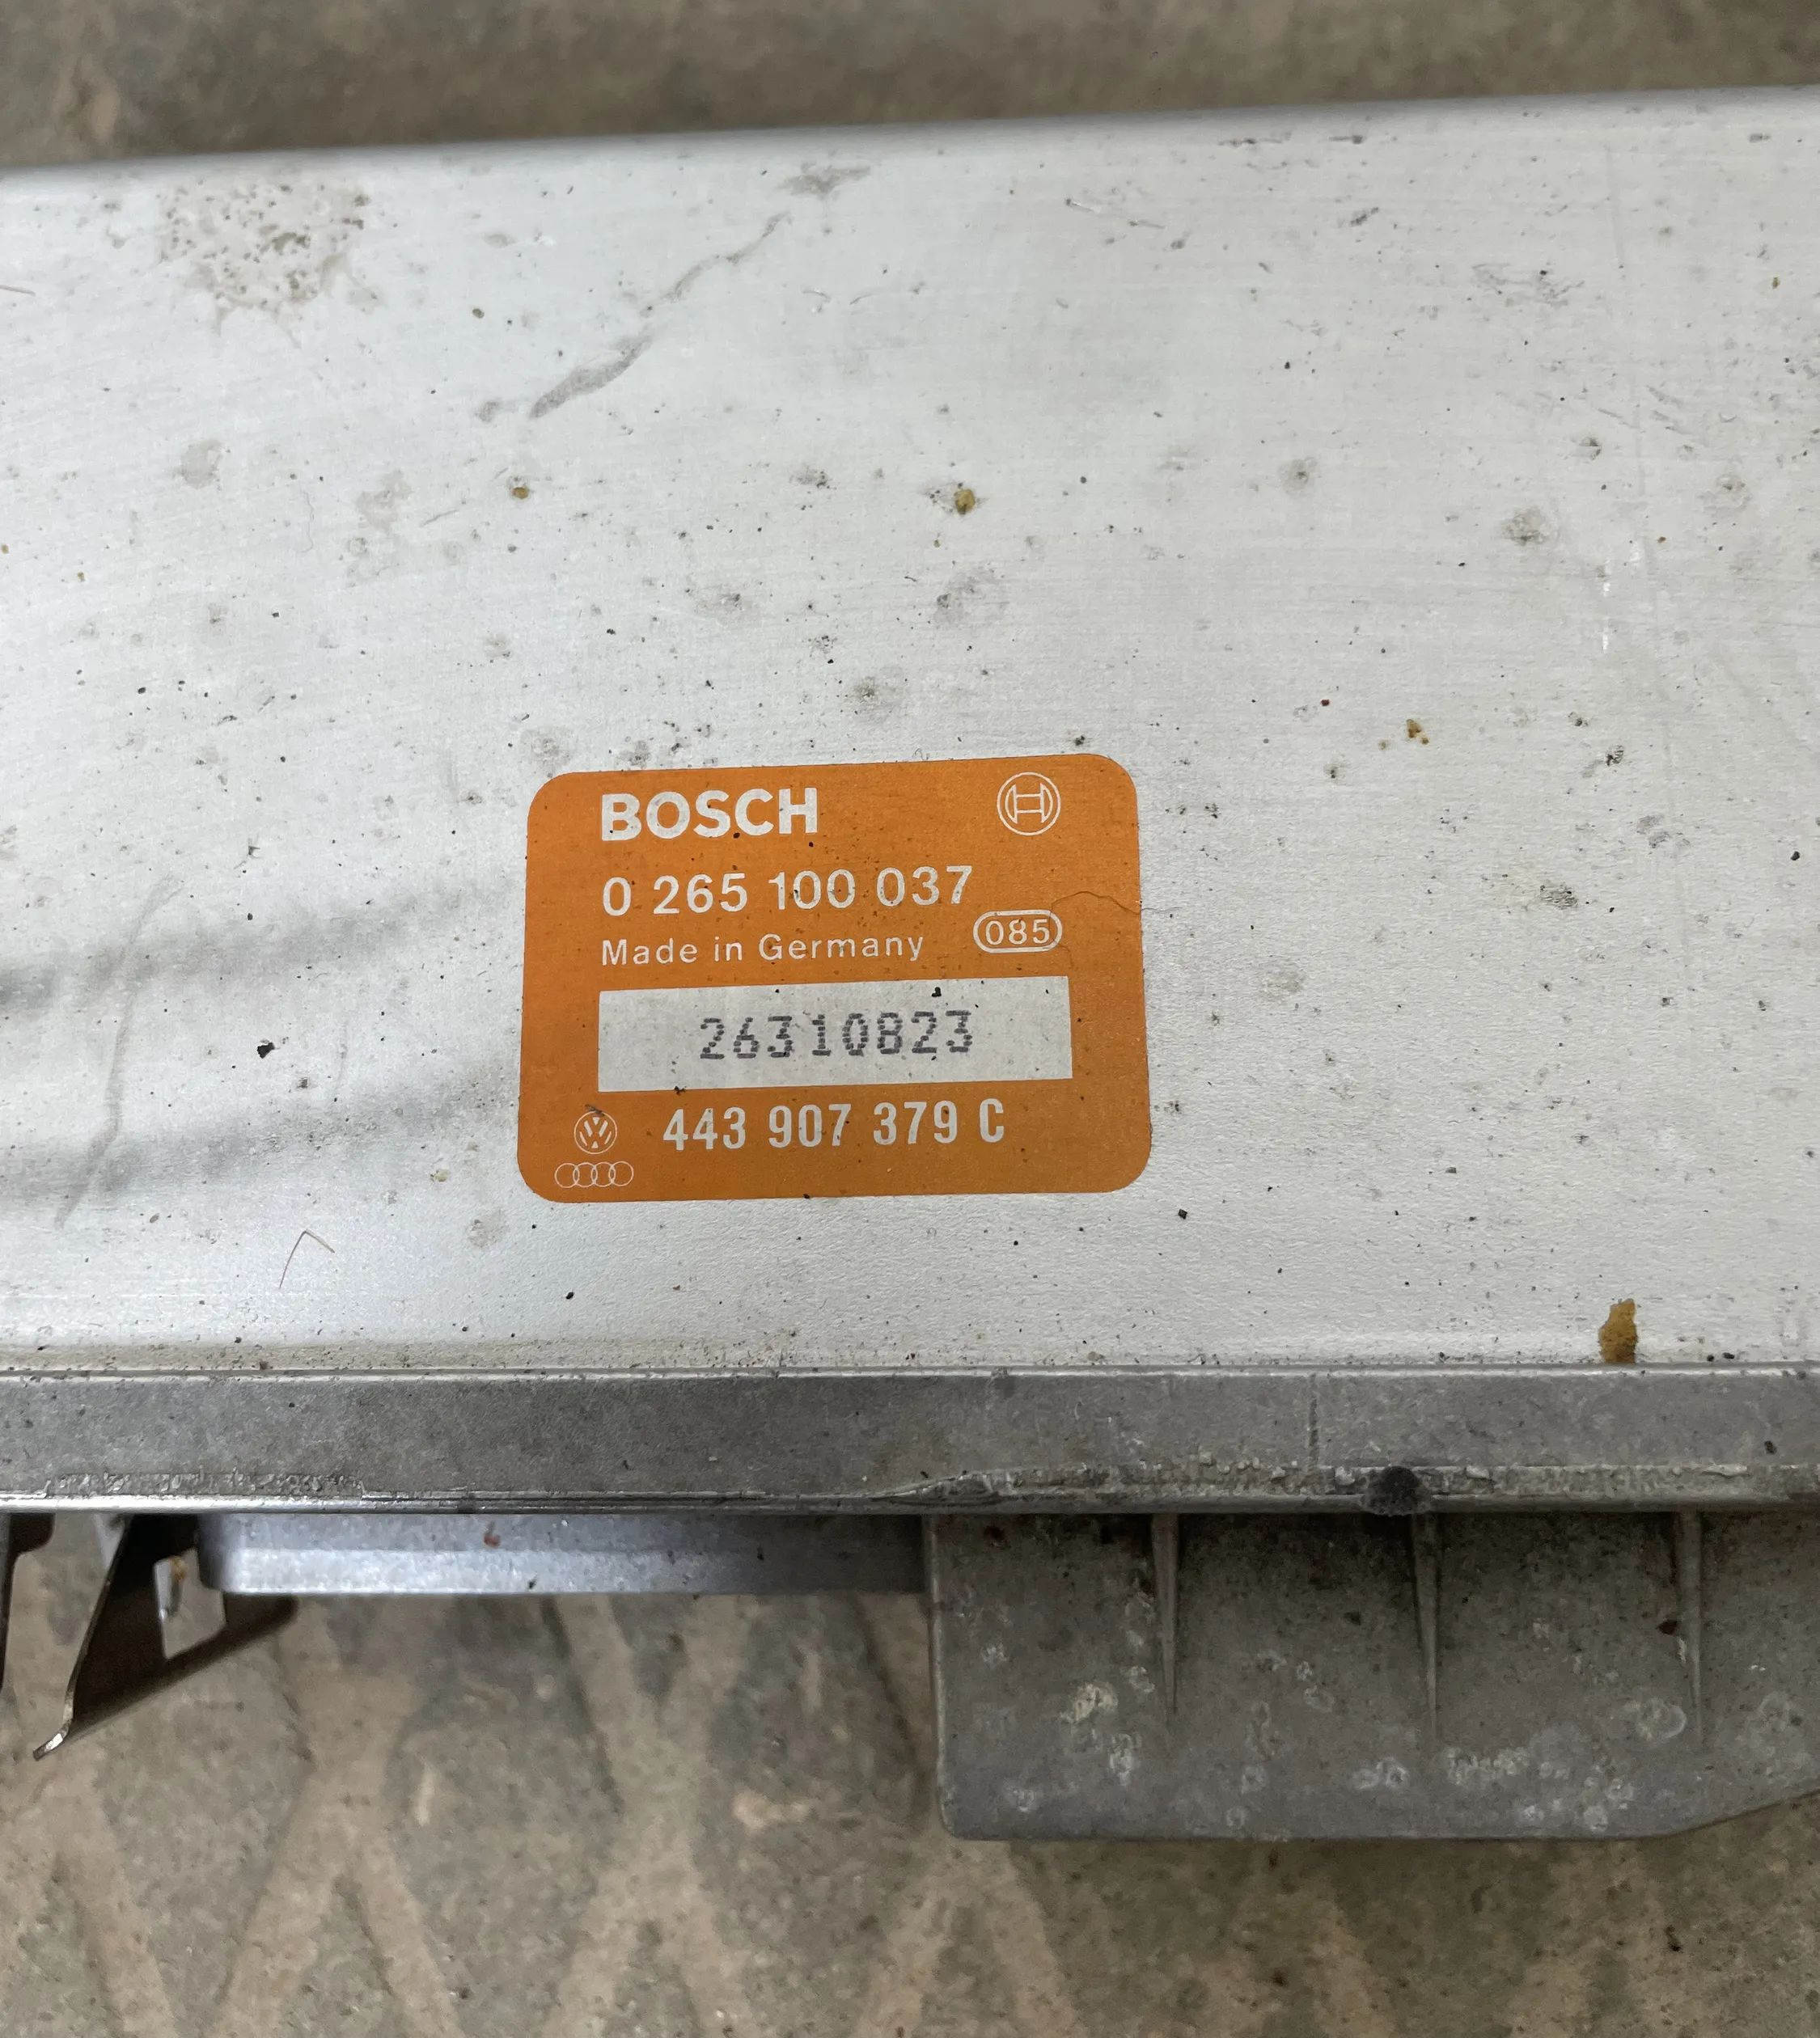 BOSCH
0 265 100 037
Made in Germany 085
26310823
443 907 379 C